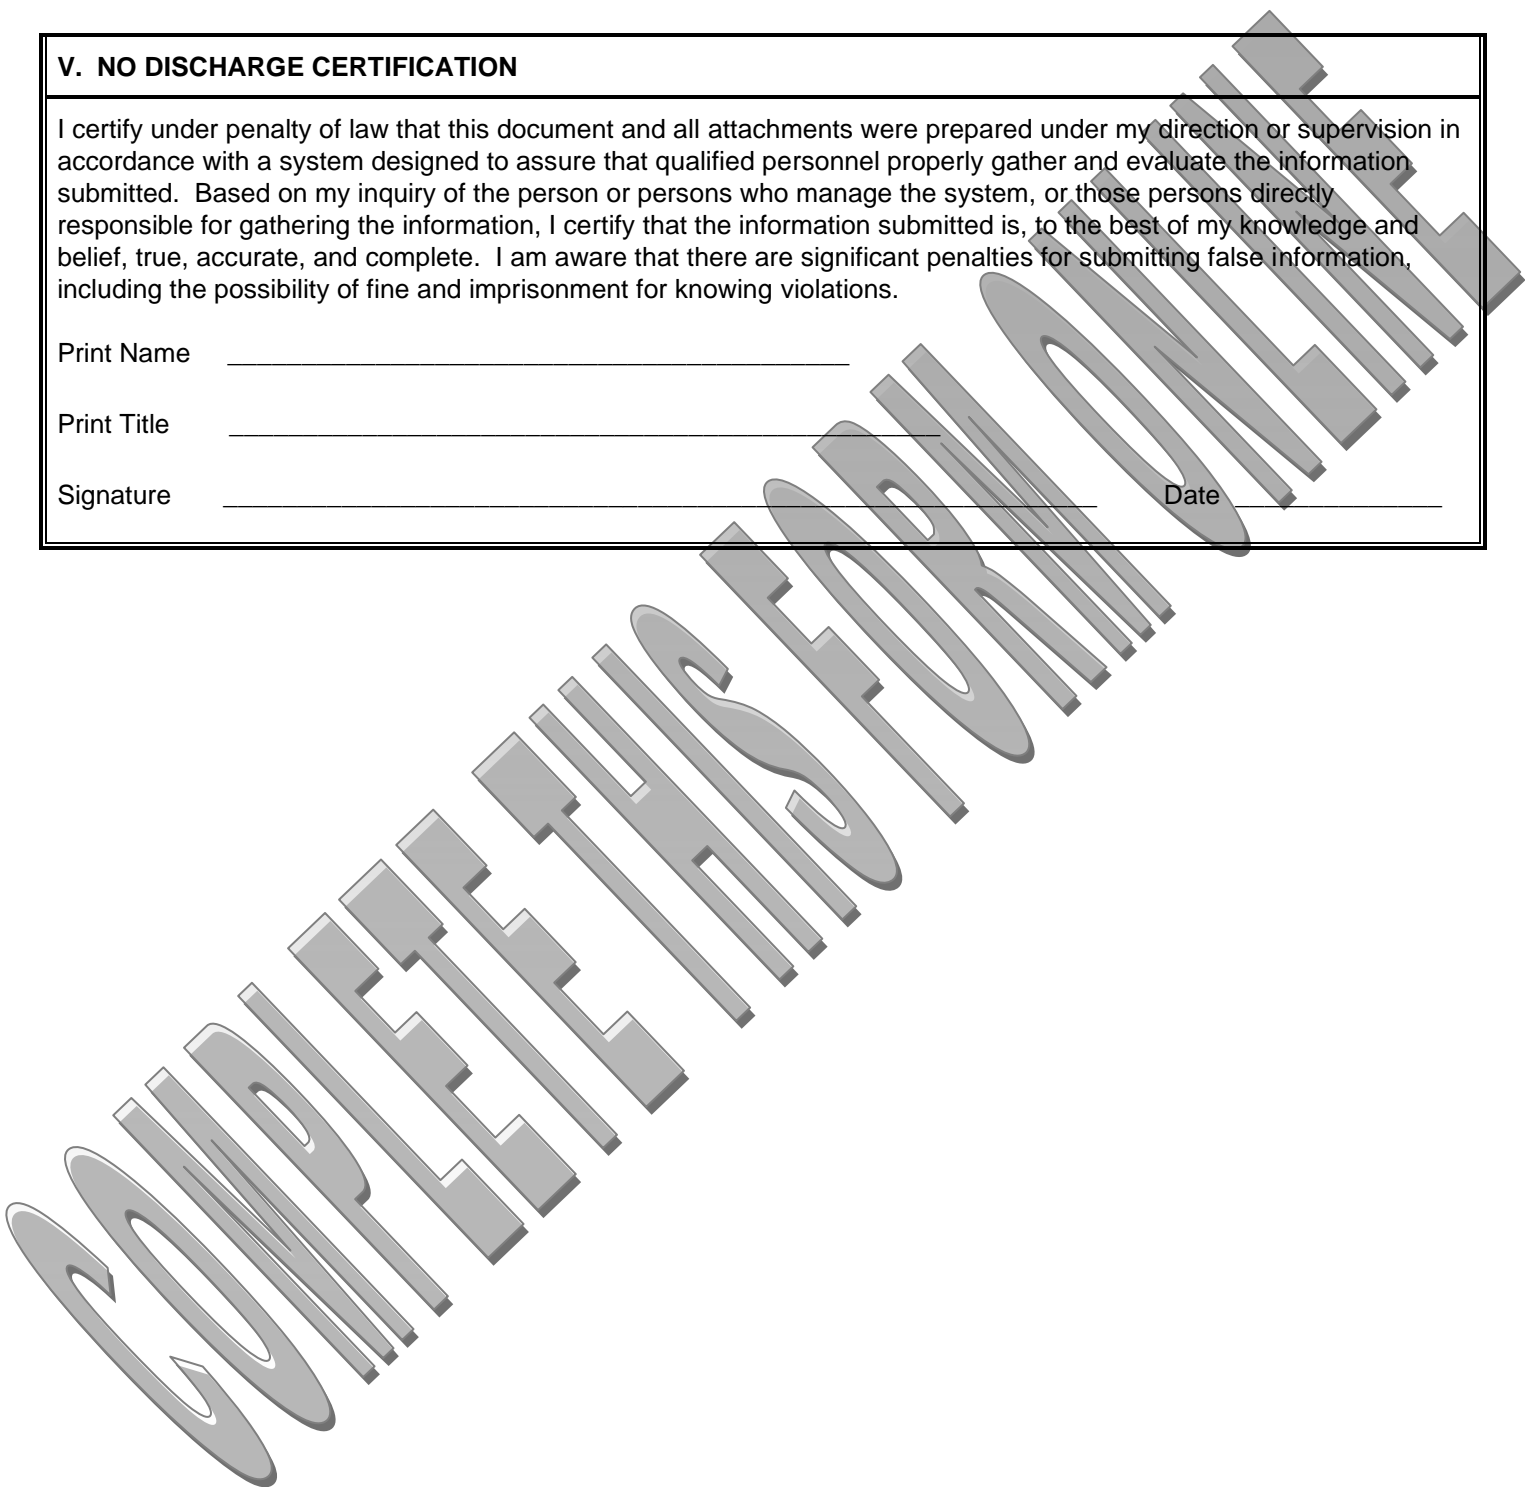 V. NO DISCHARGE CERTIFICATION
I certify under penalty of law that this document and all attachments were prepared under my direction or supervision in
accordance with a system designed to assure that qualified personnel properly gather and evaluate the information
submitted. Based on my inquiry of the person or persons who manage the system, or those persons directly
responsible for gathering the information, I certify that the information submitted is, to the best of my knowledge and
belief, true, accurate, and complete. I am aware that there are significant penalties for submitting false information,
including the possibility of fine and imprisonment for knowing violations.
Print Name
Print Title
Signature Date
COMPLETE THIS FORM ONLINE